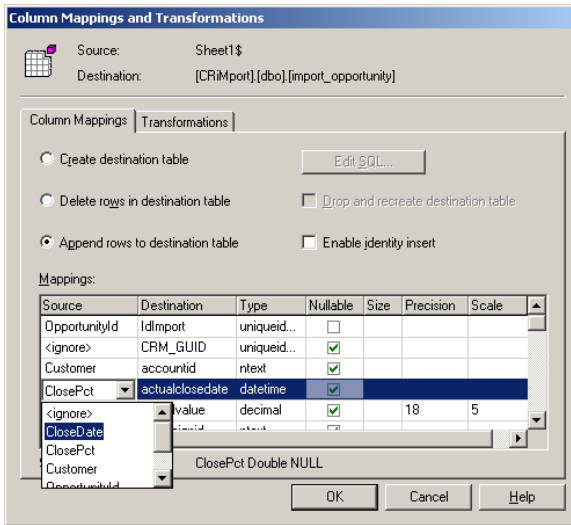 Column Mappings and Transformations
Source: Sheet1$
Destination: [CRiMport].[dbo].[import_opportunity]
Column Mappings Transformations
Create destination table Edit SQL...
Delete rows in destination table Drop and recreate destination table
Append rows to destination table Enable identity insert
Mappings:
Source Destination Type Nullable Size Precision Scale
OpportunityId IdImport uniqueid...
<ignore> CRM_GUID uniqueid...
Customer accountid ntext
ClosePct actualclosedate datetime
<ignore> value decimal 18 5
CloseDate
ClosePct
ClosePct Double NULL
Customer
OpportunityId
OK Cancel Help